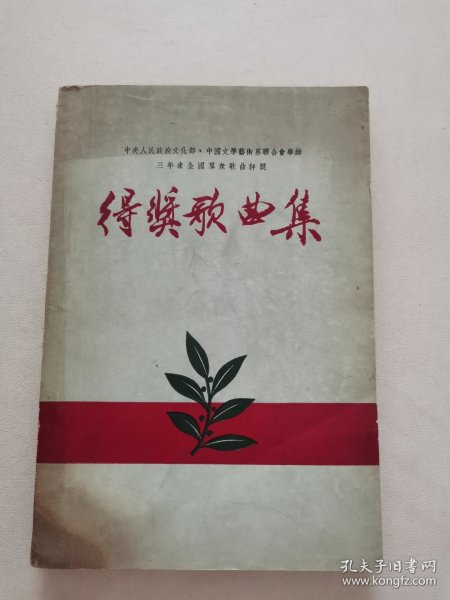 中央人民政府文化部、中國文學藝術界聯合會舉辦
三年來全國羣衆歌曲評獎
得獎歌曲集
孔夫子旧书网
www.kongfz.com